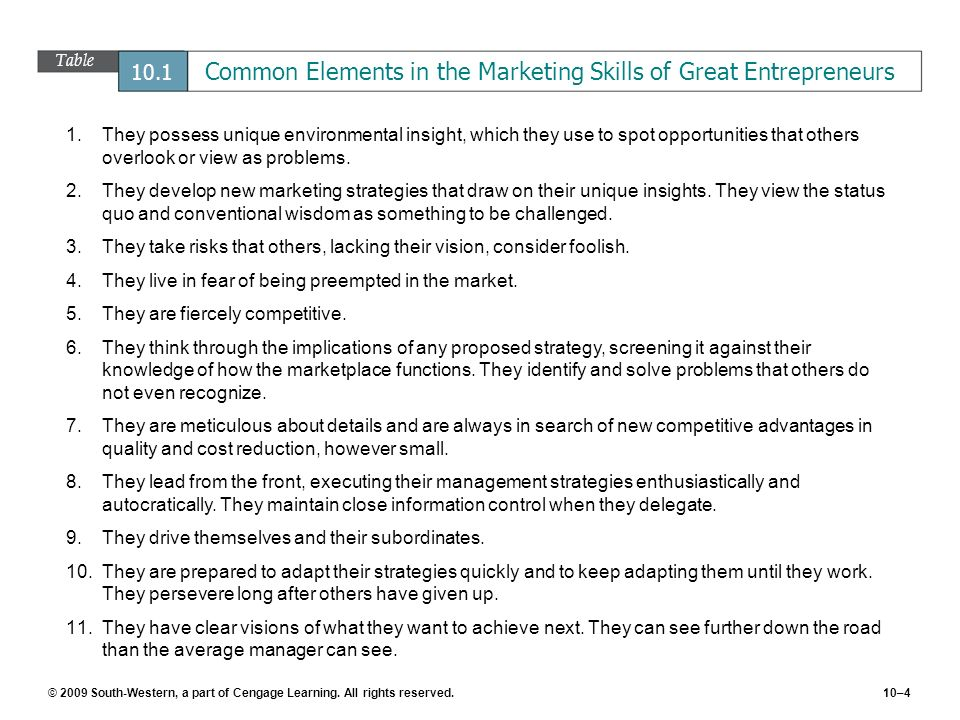 Table
10.1
Common Elements in the Marketing Skills of Great Entrepreneurs
1. They possess unique environmental insight, which they use to spot opportunities that others
overlook or view as problems.
2. They develop new marketing strategies that draw on their unique insights. They view the status
quo and conventional wisdom as something to be challenged.
3. They take risks that others, lacking their vision, consider foolish.
4. They live in fear of being preempted in the market.
5. They are fiercely competitive.
6. They think through the implications of any proposed strategy, screening it against their
knowledge of how the marketplace functions. They identify and solve problems that others do
not even recognize.
7. They are meticulous about details and are always in search of new competitive advantages in
quality and cost reduction, however small.
8. They lead from the front, executing their management strategies enthusiastically and
autocratically. They maintain close information control when they delegate.
9. They drive themselves and their subordinates.
10. They are prepared to adapt their strategies quickly and to keep adapting them until they work.
They persevere long after others have given up.
11. They have clear visions of what they want to achieve next. They can see further down the road
than the average manager can see.
© 2009 South-Western, a part of Cengage Learning. All rights reserved.
10–4